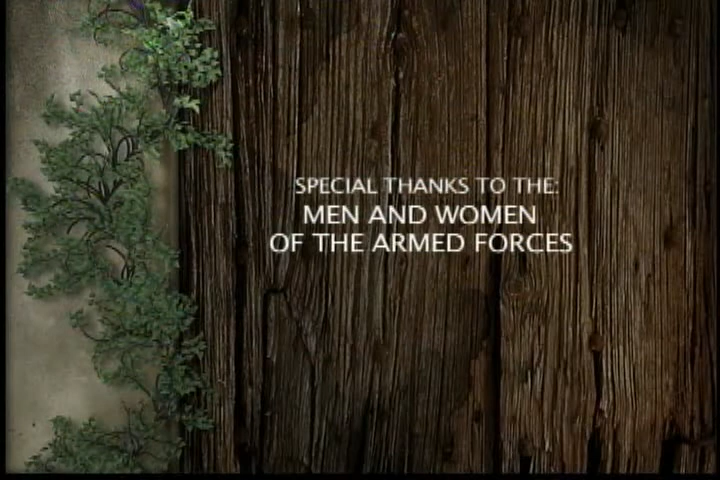 SPECIAL THANKS TO THE:
MEN AND WOMEN
OF THE ARMED FORCES